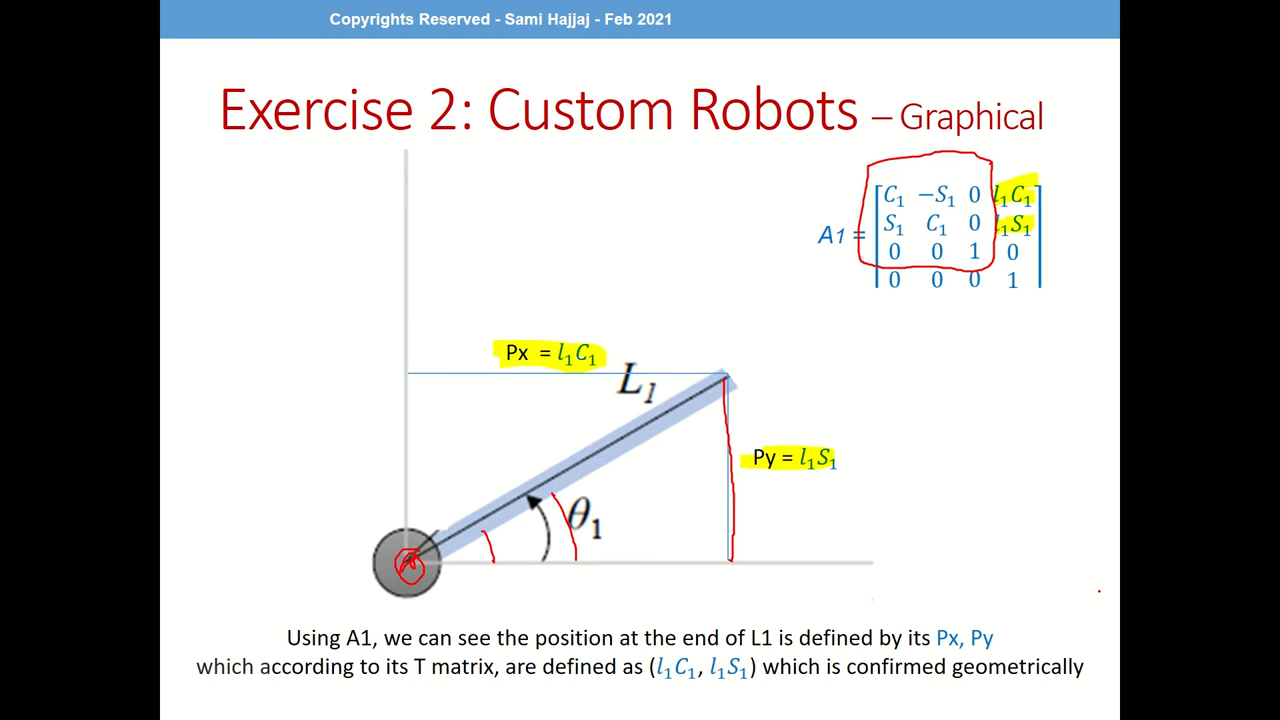 Copyrights Reserved - Sami Hajjaj - Feb 2021
Exercise 2: Custom Robots – Graphical
A1 =
C₁ −S₁ 0 l₁C₁
S₁ C₁ 0 l₁S₁
0 0 1 0
0 0 0 1
Px = l₁C₁
L₁
Py = l₁S₁
θ₁
Using A1, we can see the position at the end of L1 is defined by its Px, Py
which according to its T matrix, are defined as (l₁C₁, l₁S₁) which is confirmed geometrically